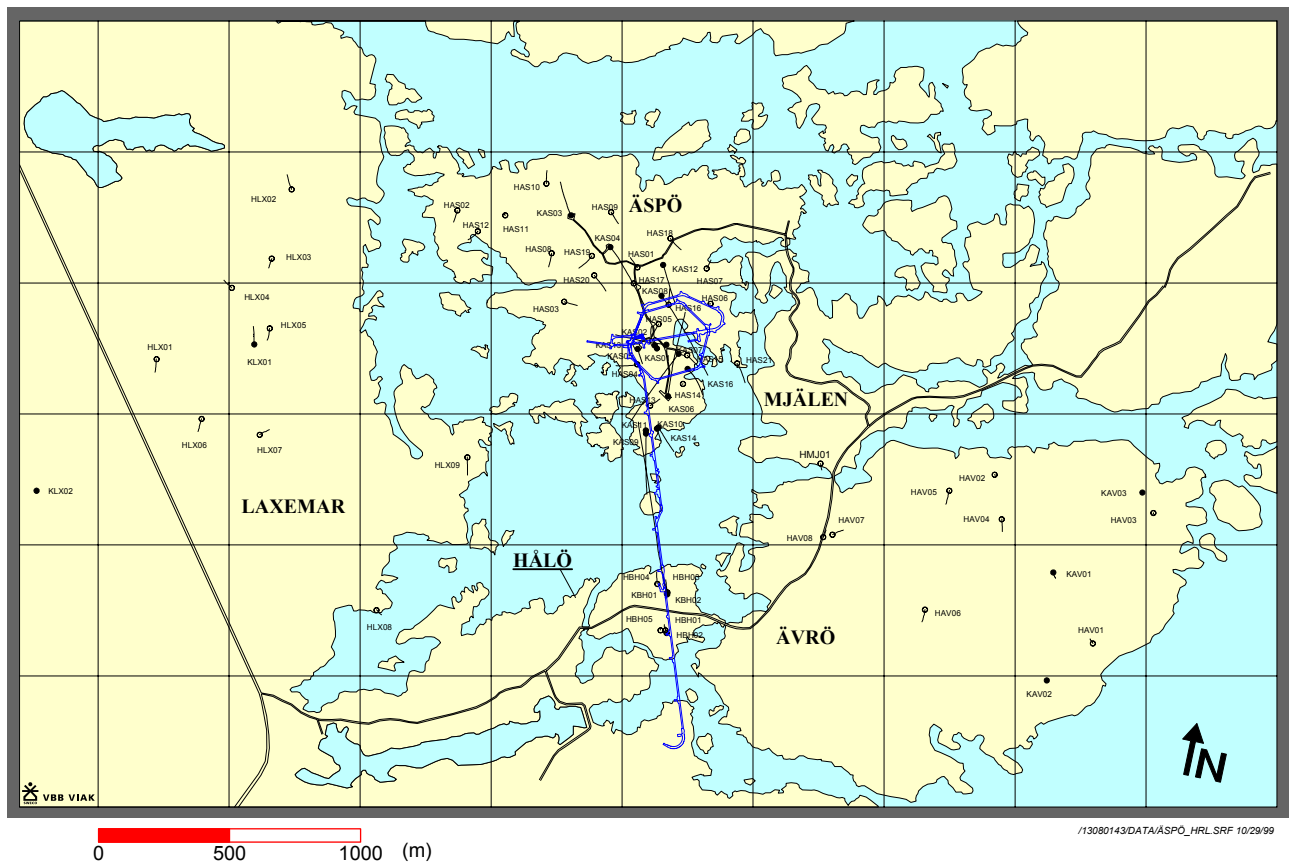 HAS10
HLX02
HAS02
KAS03
HAS09
ÄSPÖ
HAS12
HAS11
HAS18
KAS04
HAS08
HAS19
HAS01
HLX03
KAS12
HAS20
HAS17
HAS07
HLX04
KAS08
HAS03
HAS06
HAS16
HLX05
HAS05
KAS02
HLX01
KLX01
KAS01
HAS21
HAS04
KAS16
HAS14
MJÄLEN
HAS13
KAS06
HLX06
HLX07
KAS11
KAS10
KAS09
KAS14
HLX09
HMJ01
HAV02
KLX02
HAV05
KAV03
LAXEMAR
HAV04
HAV03
HAV07
HAV08
HÅLÖ
HBH04
HBH03
KAV01
KBH01
KBH02
HAV06
HLX08
HBH05
HBH01
HBH02
ÄVRÖ
HAV01
KAV02
N
SWECO
VBB VIAK
/13080143/DATA/ÄSPÖ_HRL.SRF 10/29/99
0 500 1000 (m)